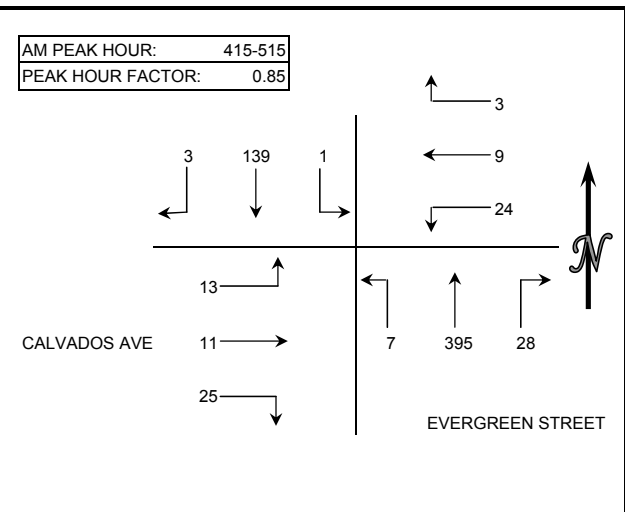 AM PEAK HOUR: 415-515
PEAK HOUR FACTOR: 0.85
3
3 139 1 9
24
N
13
CALVADOS AVE 11 7 395 28
25
EVERGREEN STREET